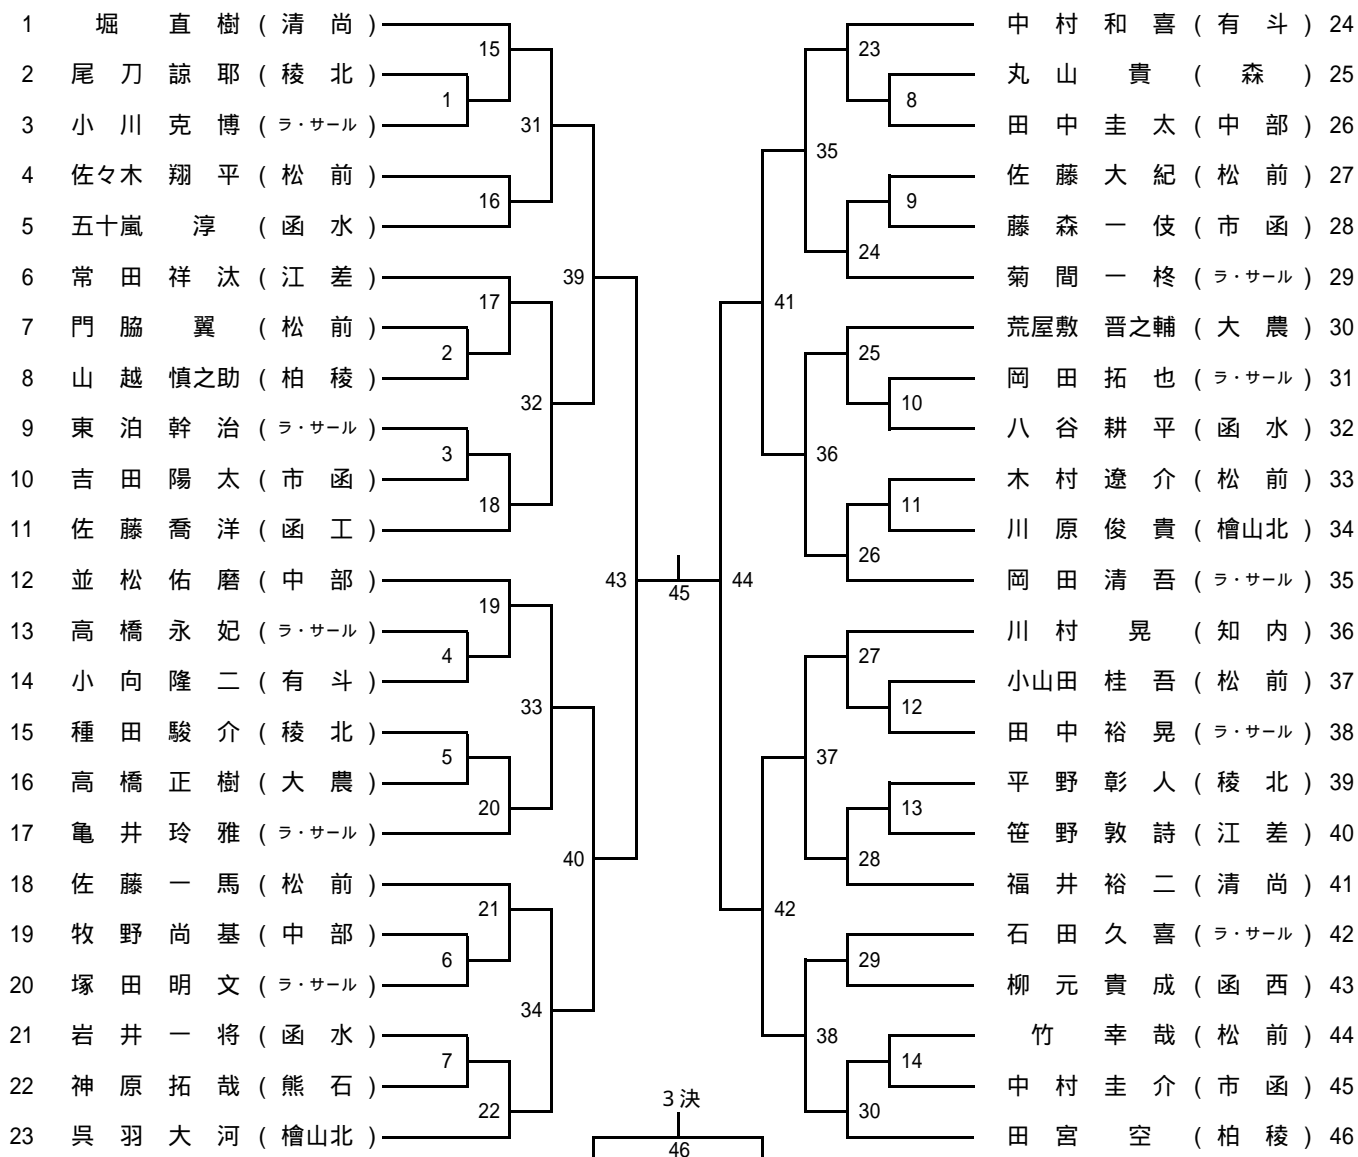 1 堀 直 樹 ( 清 尚 )
2 尾 刀 諒 耶 ( 稜 北 )
3 小 川 克 博 ( ラ・サール )
4 佐々木 翔 平 ( 松 前 )
5 五十嵐 淳 ( 函 水 )
6 常 田 祥 汰 ( 江 差 )
7 門 脇 翼 ( 松 前 )
8 山 越 慎之助 ( 柏 稜 )
9 東 泊 幹 治 ( ラ・サール )
10 吉 田 陽 太 ( 市 函 )
11 佐 藤 喬 洋 ( 函 工 )
12 並 松 佑 磨 ( 中 部 )
13 高 橋 永 妃 ( ラ・サール )
14 小 向 隆 二 ( 有 斗 )
15 種 田 駿 介 ( 稜 北 )
16 高 橋 正 樹 ( 大 農 )
17 亀 井 玲 雅 ( ラ・サール )
18 佐 藤 一 馬 ( 松 前 )
19 牧 野 尚 基 ( 中 部 )
20 塚 田 明 文 ( ラ・サール )
21 岩 井 一 将 ( 函 水 )
22 神 原 拓 哉 ( 熊 石 )
23 呉 羽 大 河 ( 檜山北 )
1
2
3
4
5
6
7
15
16
17
18
19
20
21
22
31
32
33
34
39
40
43
45
3決
46
44
41
42
35
36
37
38
23
24
25
26
27
28
29
30
8
9
10
11
12
13
14
中 村 和 喜 ( 有 斗 ) 24
丸 山 貴 ( 森 ) 25
田 中 圭 太 ( 中 部 ) 26
佐 藤 大 紀 ( 松 前 ) 27
藤 森 一 伎 ( 市 函 ) 28
菊 間 一 柊 ( ラ・サール ) 29
荒屋敷 晋之輔 ( 大 農 ) 30
岡 田 拓 也 ( ラ・サール ) 31
八 谷 耕 平 ( 函 水 ) 32
木 村 遼 介 ( 松 前 ) 33
川 原 俊 貴 ( 檜山北 ) 34
岡 田 清 吾 ( ラ・サール ) 35
川 村 晃 ( 知 内 ) 36
小山田 桂 吾 ( 松 前 ) 37
田 中 裕 晃 ( ラ・サール ) 38
平 野 彰 人 ( 稜 北 ) 39
笹 野 敦 詩 ( 江 差 ) 40
福 井 裕 二 ( 清 尚 ) 41
石 田 久 喜 ( ラ・サール ) 42
柳 元 貴 成 ( 函 西 ) 43
竹 幸 哉 ( 松 前 ) 44
中 村 圭 介 ( 市 函 ) 45
田 宮 空 ( 柏 稜 ) 46